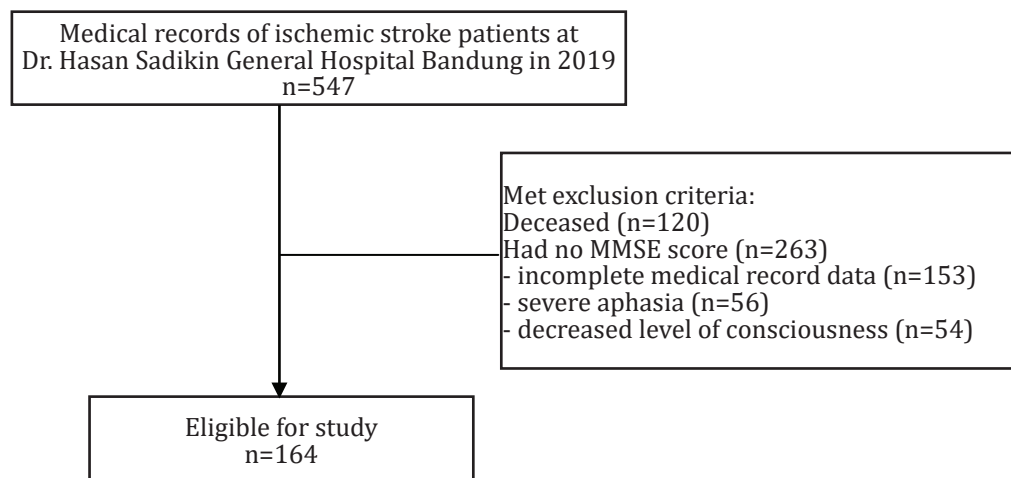 Medical records of ischemic stroke patients at
Dr. Hasan Sadikin General Hospital Bandung in 2019
n=547
Met exclusion criteria:
Deceased (n=120)
Had no MMSE score (n=263)
- incomplete medical record data (n=153)
- severe aphasia (n=56)
- decreased level of consciousness (n=54)
Eligible for study
n=164